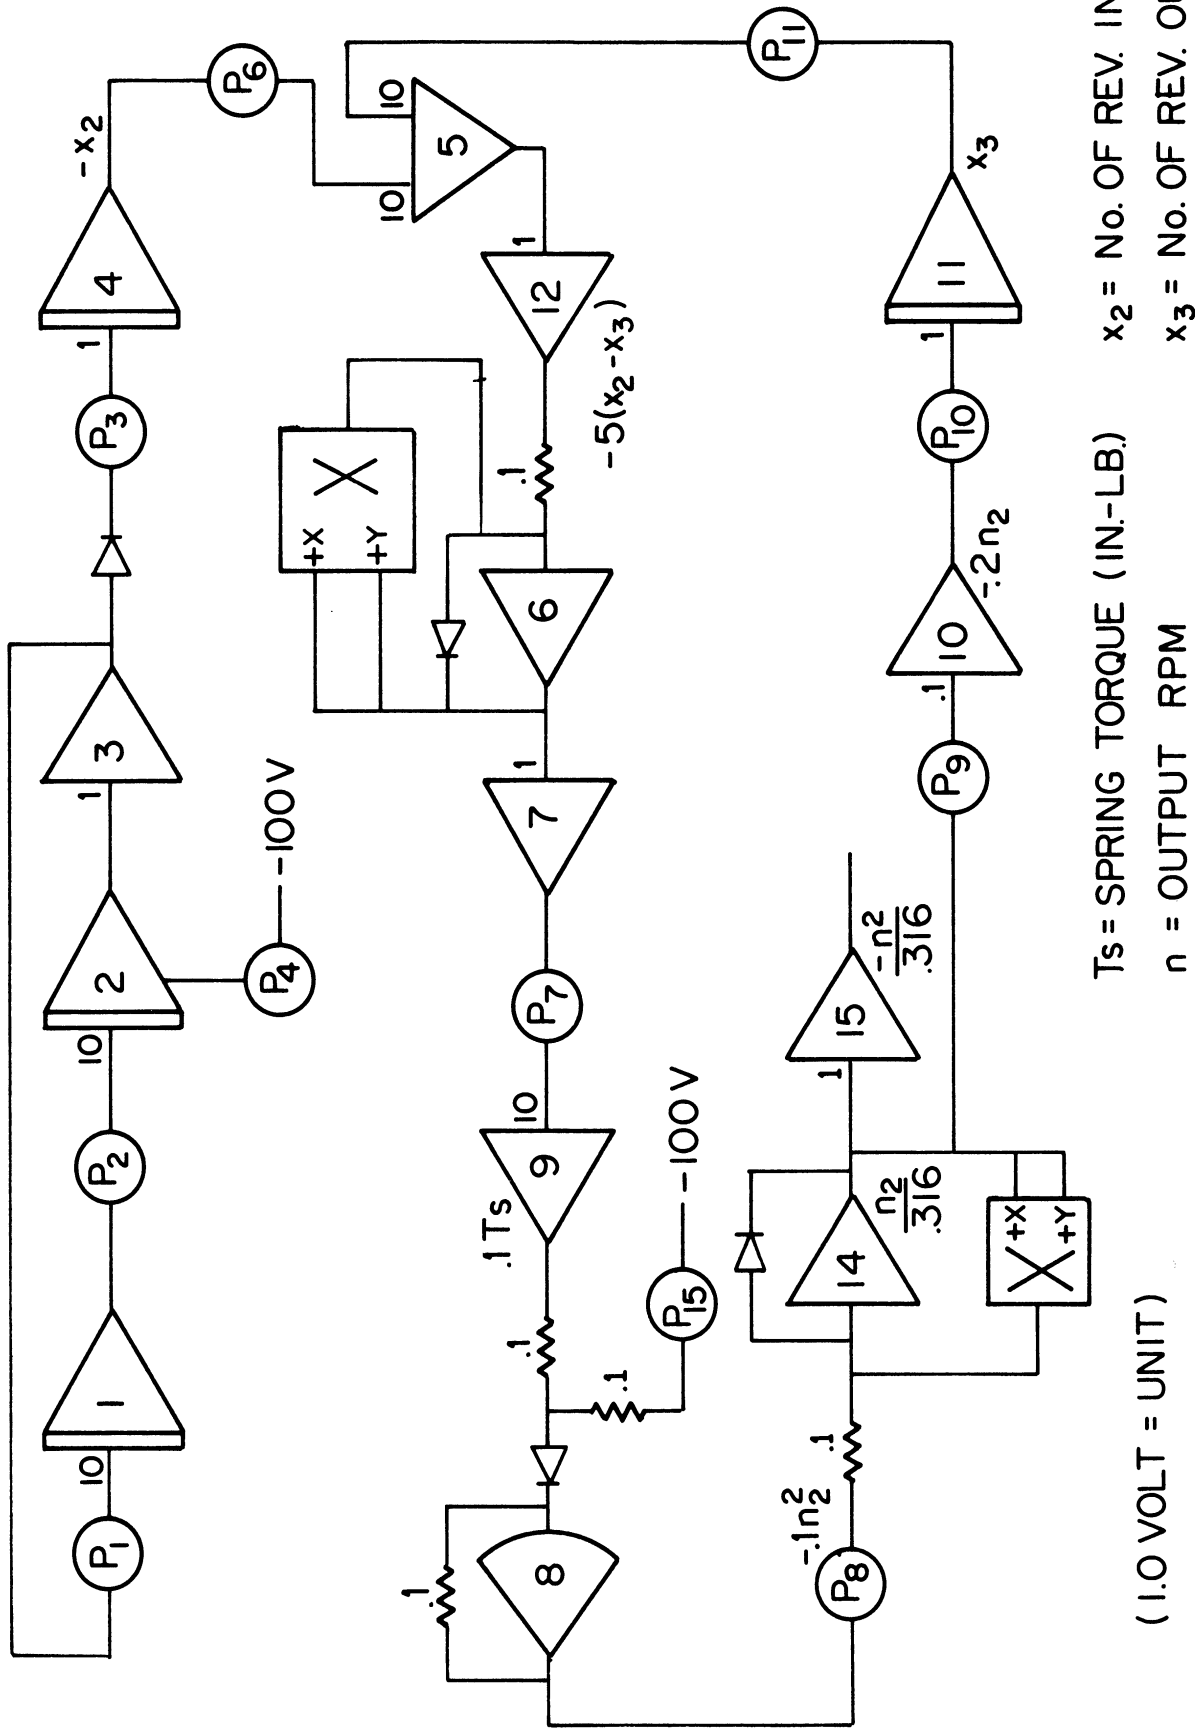 P1
10
1
P2
10
2
P4
-100V
1
3
P3
1
4
-x2
P6
10
10
5
P11
1
12
-5(x2-x3)
.1
X
+X
+Y
6
1
7
P7
10
9
.1Ts
.1
.1
P15
-100V
.1
8
P8
-.1n2²
.1
14
n2/.316
X
+X
+Y
1
15
-n2/.316
P9
.1
10
-.2n2
P10
1
11
x3
(1.0 VOLT = UNIT)
Ts = SPRING TORQUE (IN.-LB.)
n = OUTPUT RPM
x2 = No. OF REV. IN
x3 = No. OF REV.